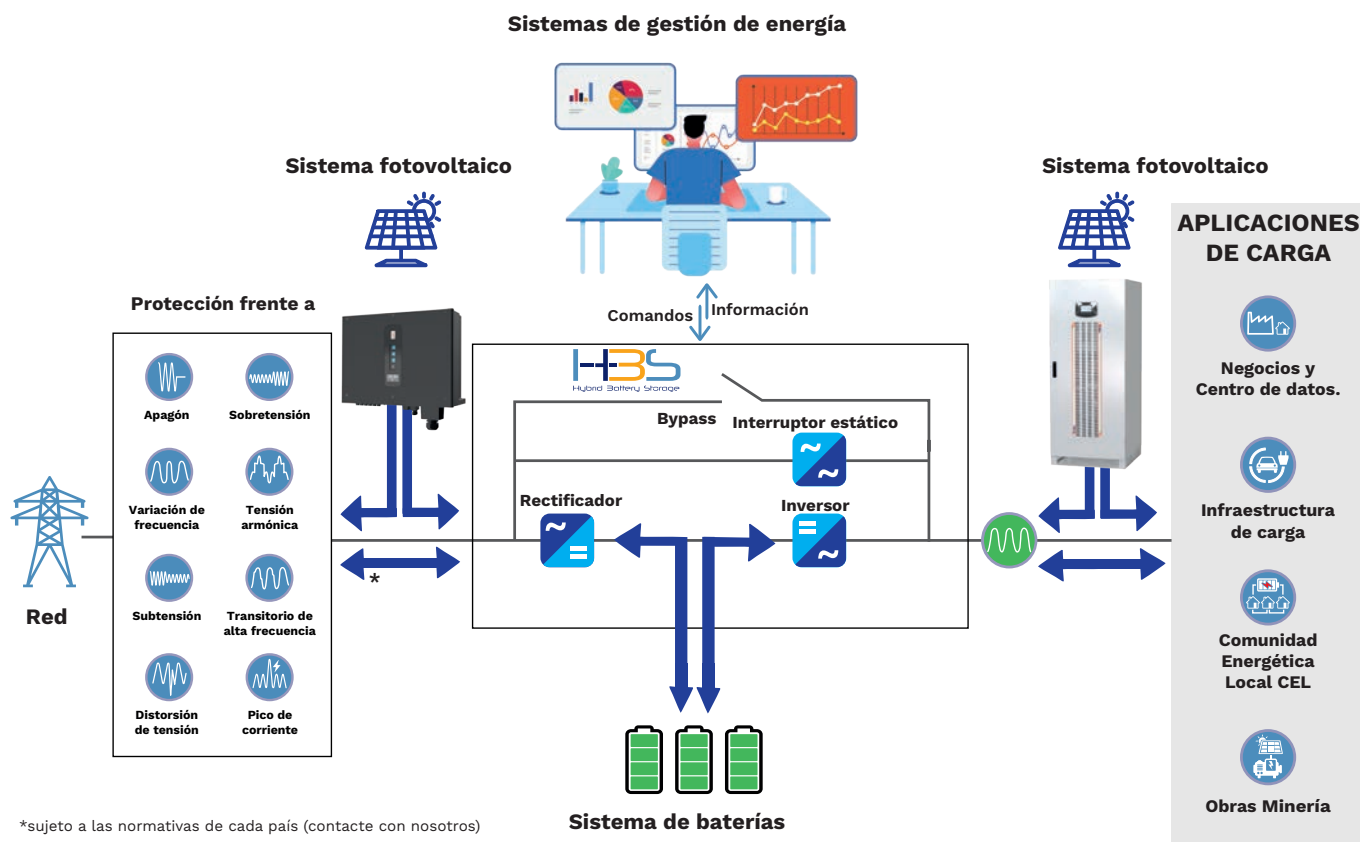 Sistemas de gestión de energía
Sistema fotovoltaico
Sistema fotovoltaico
APLICACIONES
DE CARGA
Protección frente a
Comandos
Información
HBS
Hybrid Battery Storage
Apagón
Sobretensión
Bypass
Interruptor estático
Negocios y
Centro de datos.
Variación de
frecuencia
Tensión
armónica
Rectificador
Inversor
Infraestructura
de carga
*
Red
Subtensión
Transitorio de
alta frecuencia
Comunidad
Energética
Local CEL
Distorsión
de tensión
Pico de
corriente
Obras Minería
Sistema de baterías
*sujeto a las normativas de cada país (contacte con nosotros)